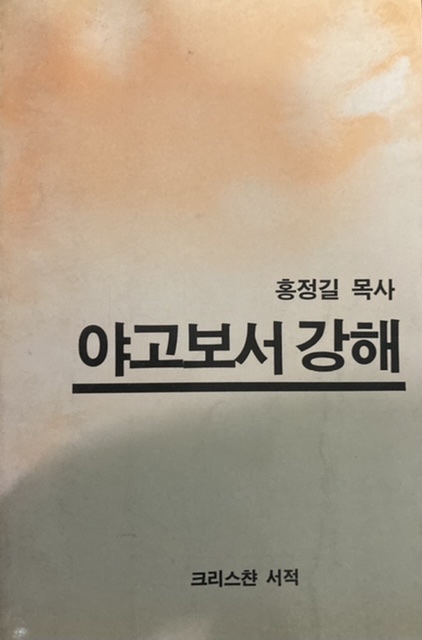 홍정길 목사
야고보서 강해
크리스챤 서적